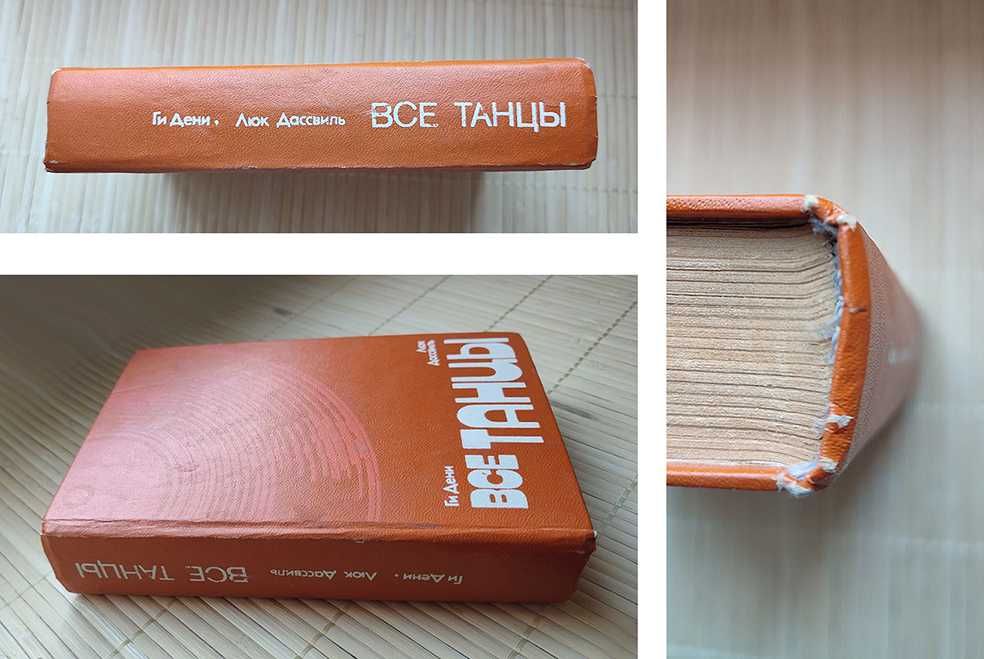 Ги Дени, Люк Дассвиль ВСЕ ТАНЦЫ
Люк
Дассвиль
Ги Дени
ВСЕ ТАНЦЫ
Ги Дени, Люк Дассвиль ВСЕ ТАНЦЫ